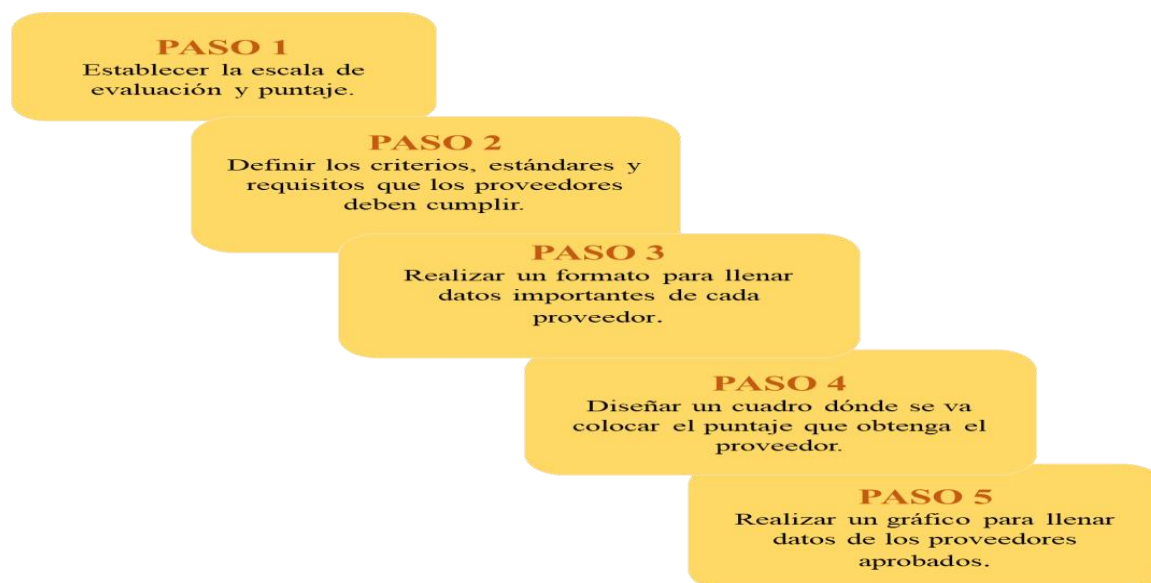 PASO 1
Establecer la escala de
evaluación y puntaje.
PASO 2
Definir los criterios, estándares y
requisitos que los proveedores
deben cumplir.
PASO 3
Realizar un formato para llenar
datos importantes de cada
proveedor.
PASO 4
Diseñar un cuadro dónde se va
colocar el puntaje que obtenga el
proveedor.
PASO 5
Realizar un gráfico para llenar
datos de los proveedores
aprobados.